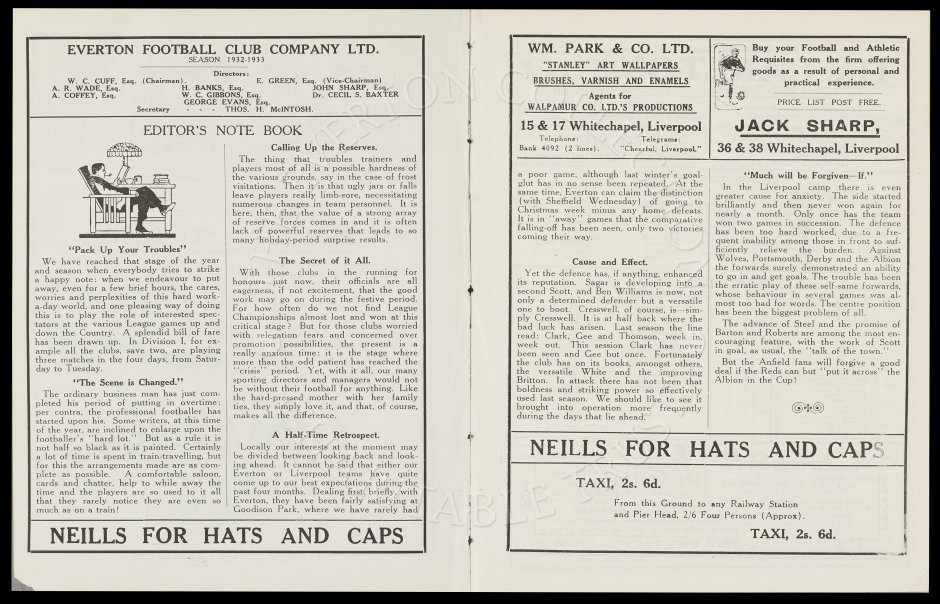 EVERTON FOOTBALL CLUB COMPANY LTD.
SEASON 1932-1933
Directors:
W. C. CUFF, Esq. (Chairman). E. GREEN, Esq. (Vice-Chairman)
A. R. WADE, Esq. H. BANKS, Esq. JOHN SHARP, Esq.
A. COFFEY, Esq. W. C. GIBBONS, Esq. Dr. CECIL S. BAXTER
GEORGE EVANS, Esq.
Secretary - - - THOS. H. McINTOSH.
EDITOR'S NOTE BOOK
"Pack Up Your Troubles"
We have reached that stage of the year
and season when everybody tries to strike
a happy note: when we endeavour to put
away, even for a few brief hours, the cares,
worries and perplexities of this hard work-
a-day world, and one pleasing way of doing
this is to play the role of interested spec-
tators at the various League games up and
down the Country. A splendid bill of fare
has been drawn up. In Division I, for ex-
ample all the clubs, save two, are playing
three matches in the four days, from Satur-
day to Tuesday.
"The Scene is Changed."
The ordinary business man has just com-
pleted his period of putting in overtime:
per contra, the professional footballer has
started upon his. Some writers, at this time
of the year, are inclined to enlarge upon the
footballer's "hard lot." But as a rule it is
not half so black as it is painted. Certainly
a lot of time is spent in train-travelling, but
for this the arrangements made are as com-
plete as possible. A comfortable saloon,
cards and chatter, help to while away the
time and the players are so used to it all
that they rarely notice they are even so
much as on a train!
Calling Up the Reserves.
The thing that troubles trainers and
players most of all is a possible hardness of
the various grounds, say in the case of frost
visitations. Then it is that ugly jars or falls
leave players really limb-sore, necessitating
numerous changes in team personnel. It is
here, then, that the value of a strong array
of reserve forces comes in and it is often
lack of powerful reserves that leads to so
many holiday-period surprise results.
The Secret of it All.
With those clubs in the running for
honours just now, their officials are all
eagerness, if not excitement, that the good
work may go on during the festive period.
For how often do we not find League
Championships almost lost and won at this
critical stage? But for those clubs worried
with relegation fears and concerned over
promotion possibilities, the present is a
really anxious time: it is the stage where
more than the odd patient has reached the
"crisis" period. Yet, with it all, our many
sporting directors and managers would not
be without their football for anything. Like
the hard-pressed mother with her family
ties, they simply love it, and that, of course,
makes all the difference.
A Half-Time Retrospect.
Locally our interests at the moment may
be divided between looking back and look-
ing ahead. It cannot be said that either our
Everton or Liverpool teams have quite
come up to our best expectations during the
past four months. Dealing first, briefly, with
Everton, they have been fairly satisfying at
Goodison Park, where we have rarely had
NEILLS FOR HATS AND CAPS
WM. PARK & CO. LTD.
"STANLEY" ART WALLPAPERS
BRUSHES, VARNISH AND ENAMELS
Agents for
WALPAMUR CO. LTD.'S PRODUCTIONS
15 & 17 Whitechapel, Liverpool
Telephone: Telegrams:
Bank 4092 (2 lines). "Cheerful, Liverpool."
Buy your Football and Athletic
Requisites from the firm offering
goods as a result of personal and
practical experience.
PRICE LIST POST FREE.
JACK SHARP,
36 & 38 Whitechapel, Liverpool
a poor game, although last winter's goal-
glut has in no sense been repeated. At the
same time, Everton can claim the distinction
(with Sheffield Wednesday) of going to
Christmas week minus any home defeats.
It is in "away" games that the comparative
falling-off has been seen, only two victories
coming their way.
Cause and Effect.
Yet the defence has, if anything, enhanced
its reputation. Sagar is developing into a
second Scott, and Ben Williams is now, not
only a determined defender but a versatile
one to boot. Cresswell, of course, is—sim-
ply Cresswell. It is at half back where the
bad luck has arisen. Last season the line
read: Clark, Gee and Thomson, week in,
week out. This session Clark has never
been seen and Gee but once. Fortunately
the club has on its books, amongst others,
the versatile White and the improving
Britton. In attack there has not been that
boldness and striking power so effectively
used last season. We should like to see it
brought into operation more frequently
during the days that lie ahead.
"Much will be Forgiven—If."
In the Liverpool camp there is even
greater cause for anxiety. The side started
brilliantly and then never won again for
nearly a month. Only once has the team
won two games in succession. The defence
has been too hard worked, due to a fre-
quent inability among those in front to suf-
ficiently relieve the burden. Against
Wolves, Portsmouth, Derby and the Albion
the forwards surely demonstrated an ability
to go in and get goals. The trouble has been
the erratic play of these self-same forwards,
whose behaviour in several games was al-
most too bad for words. The centre position
has been the biggest problem of all.
The advance of Steel and the promise of
Barton and Roberts are among the most en-
couraging feature, with the work of Scott
in goal, as usual, the "talk of the town."
But the Anfield fans will forgive a good
deal if the Reds can but "put it across" the
Albion in the Cup!
NEILLS FOR HATS AND CAPS
TAXI, 2s. 6d.
From this Ground to any Railway Station
and Pier Head, 2/6 Four Persons (Approx).
TAXI, 2s. 6d.